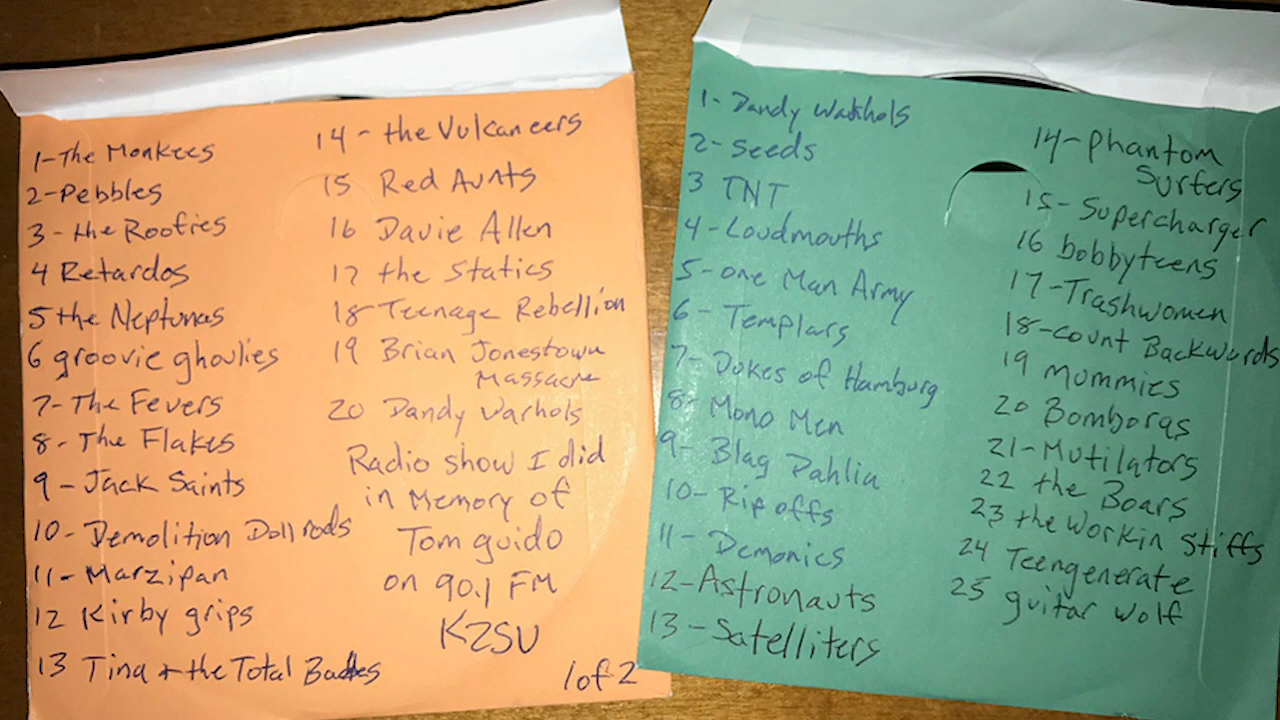 1-The Monkees
2-Pebbles
3-the Roofies
4 Retardos
5 the Neptunas
6 groovie ghoulies
7-The Fevers
8-The Flakes
9-Jack Saints
10-Demolition Dollrods
11-Marzipan
12 Kirby grips
13 Tina + the Total Babes
14-the Vulcaneers
15 Red Aunts
16 Davie Allen
17 the Statics
18-Teenage Rebellion
19 Brian Jonestown
Massacre
20 Dandy Warhols
Radio show I did
in Memory of
Tom guido
on 90.1 FM
KZSU
1 of 2
1-Dandy Warhols
2-Seeds
3 TNT
4-Loudmouths
5-one Man Army
6-Templars
7-Dukes of Hamburg
8-Mono Men
9-Blag Dahlia
10-Rip offs
11-Demonics
12-Astronauts
13-Satelliters
14-phantom
Surfers
15-Supercharger
16 bobbyteens
17-Trashwomen
18-count Backwards
19 mummies
20 Bomboras
21-Mutilators
22 the Boars
23 the Workin Stiffs
24 Teengenerate
25 guitar wolf